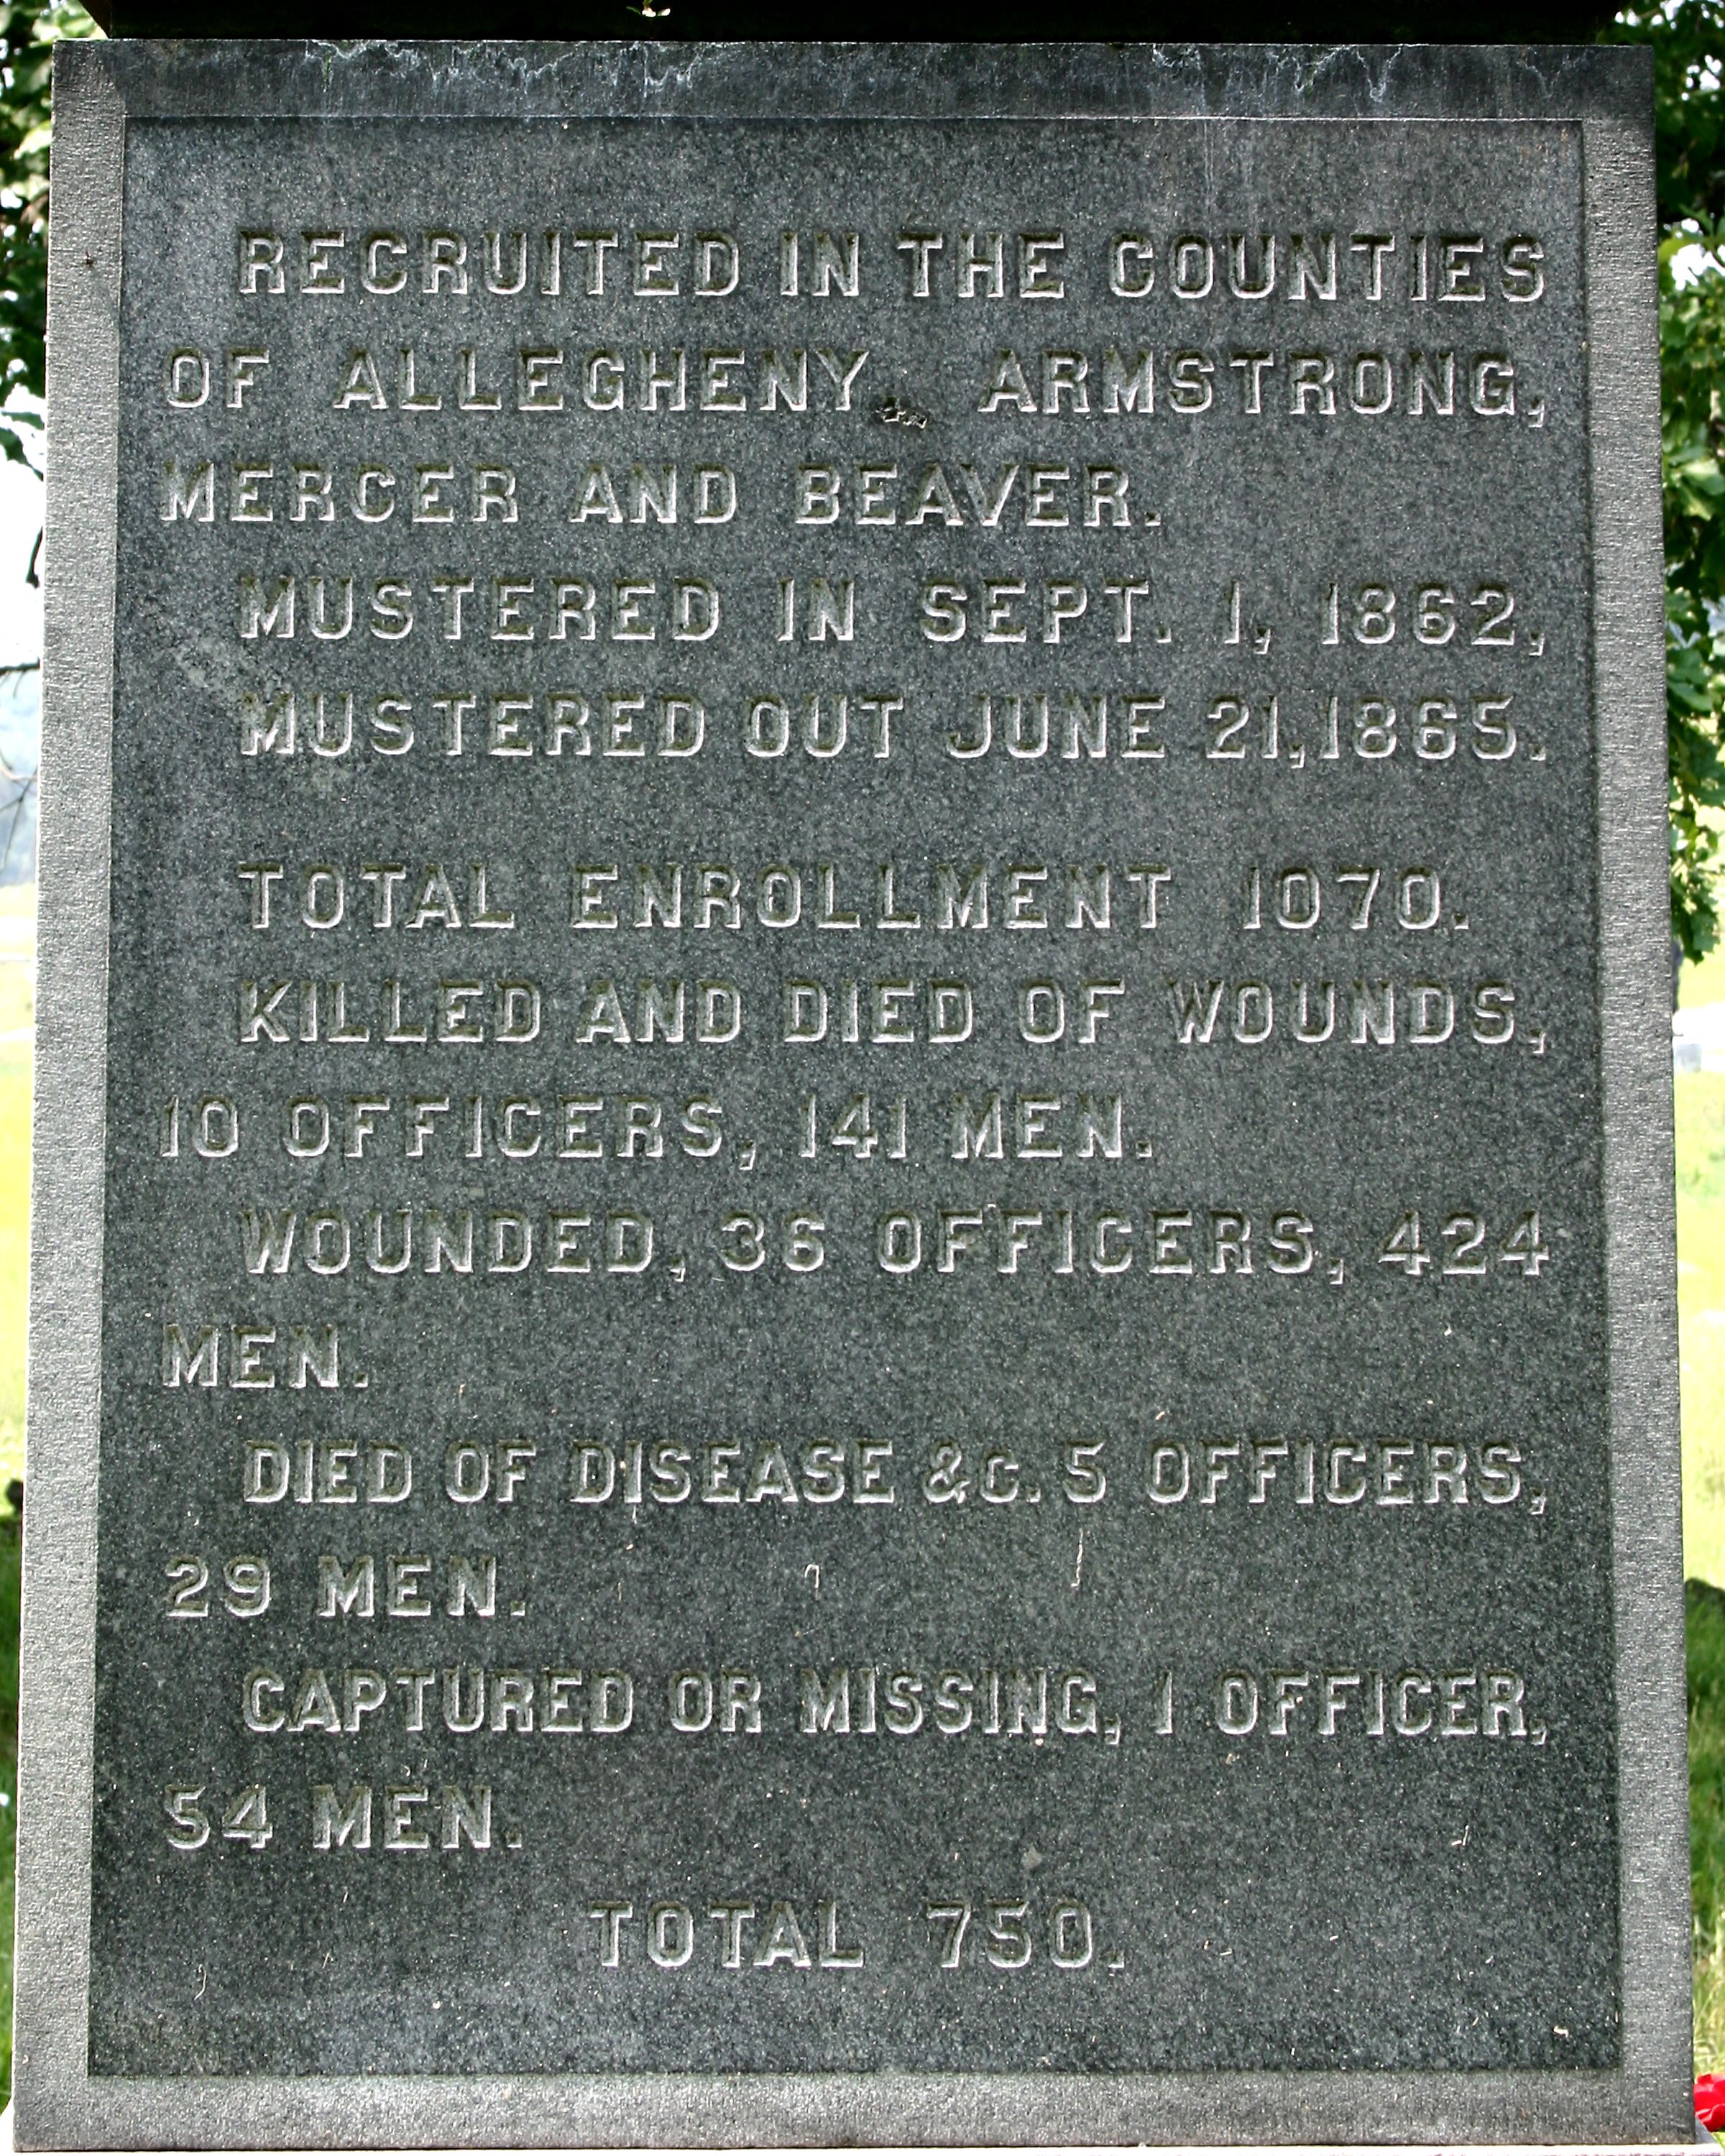 RECRUITED IN THE COUNTIES
OF ALLEGHENY, ARMSTRONG,
MERCER AND BEAVER.
MUSTERED IN SEPT. 1, 1862,
MUSTERED OUT JUNE 21, 1865.
TOTAL ENROLLMENT 1070.
KILLED AND DIED OF WOUNDS,
10 OFFICERS, 141 MEN.
WOUNDED, 36 OFFICERS, 424
MEN.
DIED OF DISEASE &c. 5 OFFICERS,
29 MEN.
CAPTURED OR MISSING, 1 OFFICER,
54 MEN.
TOTAL 750.